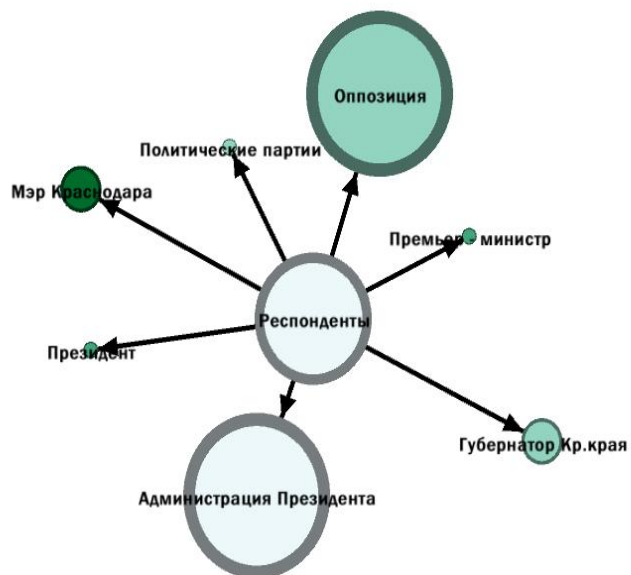 Оппозиция
Политические партии
Мэр Краснодара
Премьер - министр
Респонденты
Президент
Губернатор Кр.края
Администрация Президента